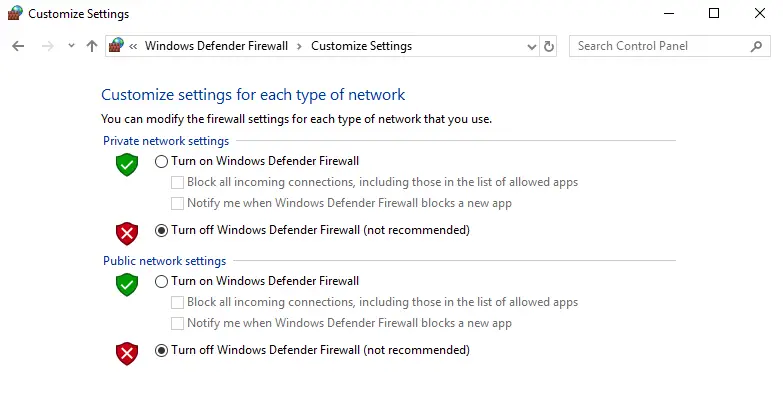 Customize Settings
« Windows Defender Firewall > Customize Settings
Search Control Panel
Customize settings for each type of network
You can modify the firewall settings for each type of network that you use.
Private network settings
Turn on Windows Defender Firewall
Block all incoming connections, including those in the list of allowed apps
Notify me when Windows Defender Firewall blocks a new app
Turn off Windows Defender Firewall (not recommended)
Public network settings
Turn on Windows Defender Firewall
Block all incoming connections, including those in the list of allowed apps
Notify me when Windows Defender Firewall blocks a new app
Turn off Windows Defender Firewall (not recommended)